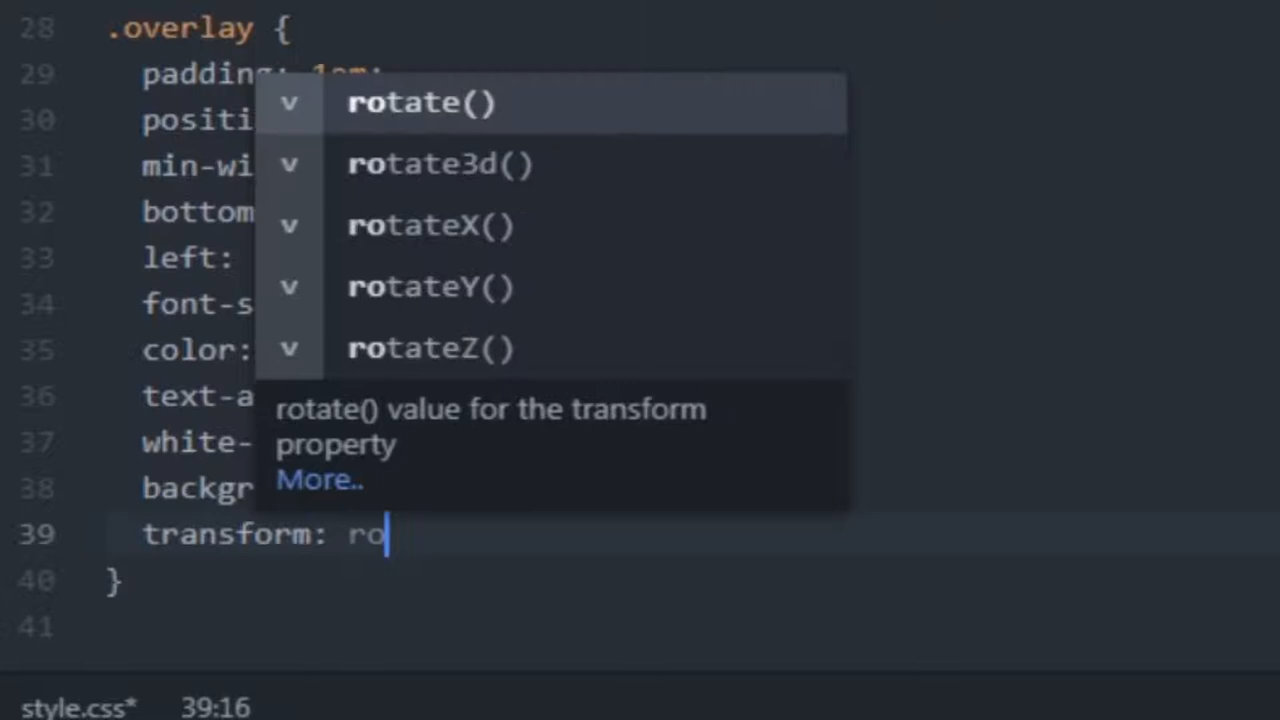 28 .overlay {
29 padding: 1em;
rotate()
30 positi
rotate3d()
31 min-wi
rotateX()
32 bottom
rotateY()
33 left:
34 font-s
rotateZ()
35 color:
36 text-a
rotate() value for the transform
37 white-
property
38 backgr
More..
39 transform: ro
40 }
41
style.css* 39:16